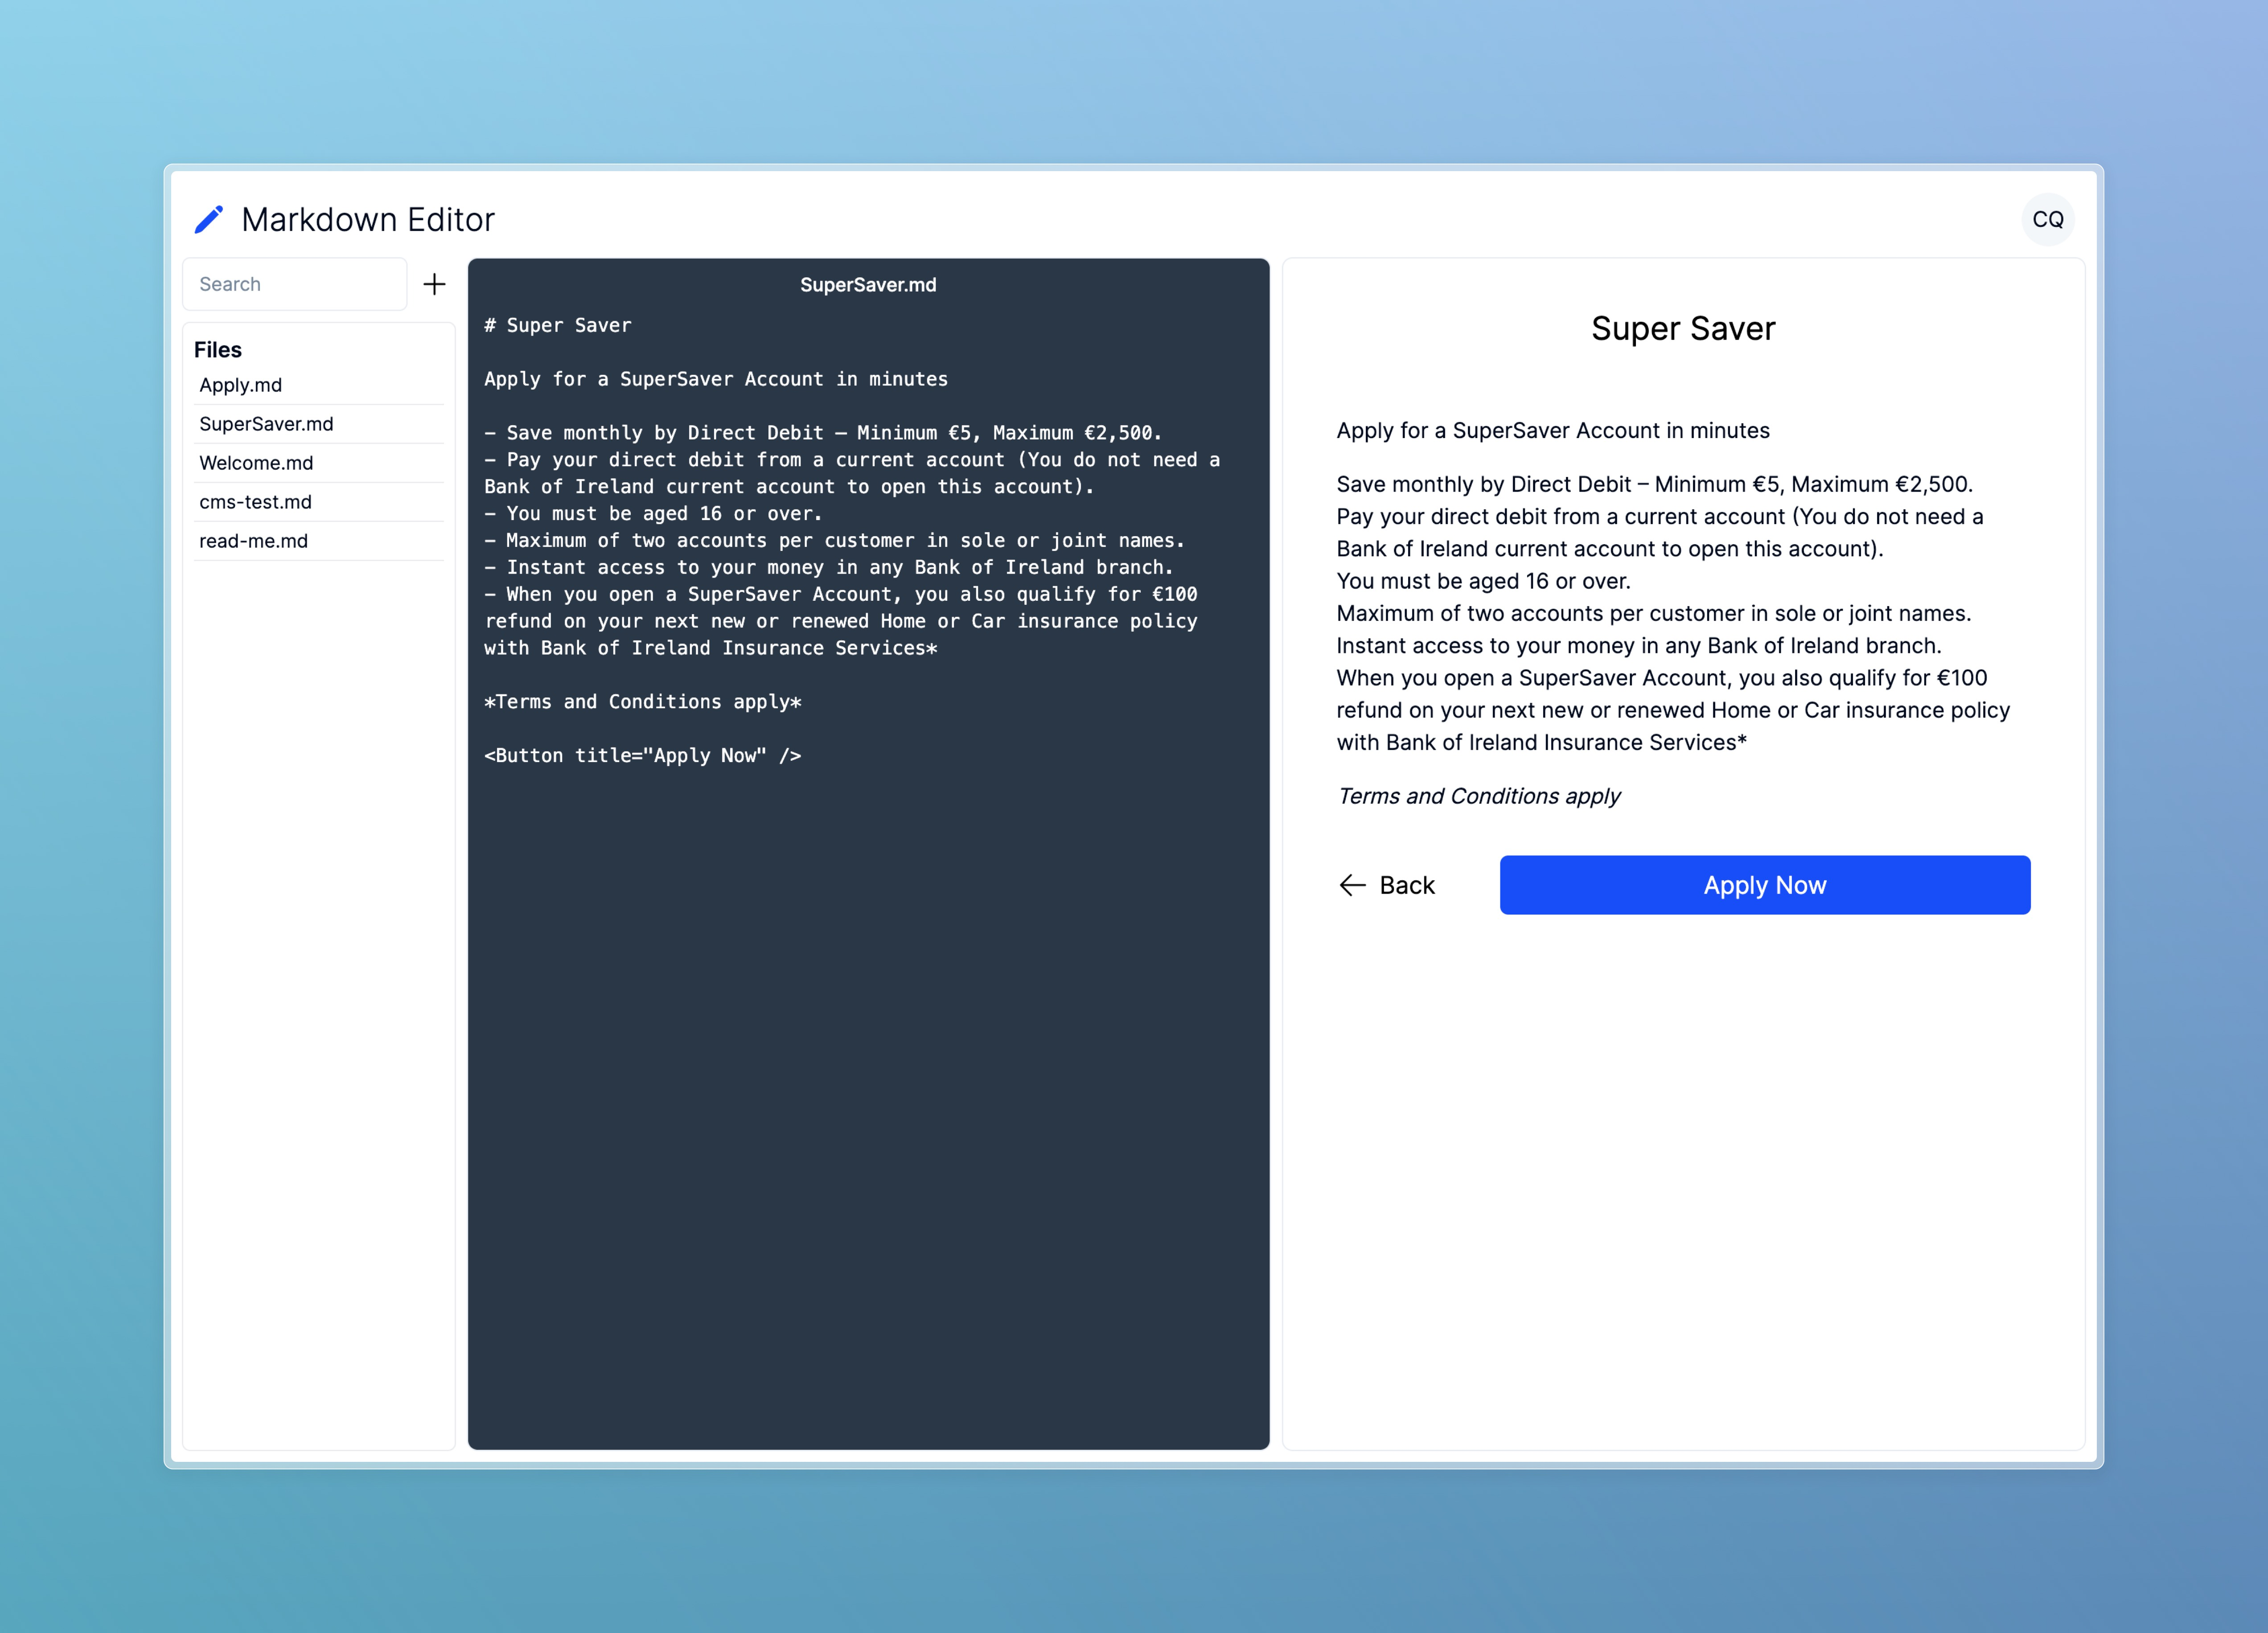 Markdown Editor
CQ
Search
Files
Apply.md
SuperSaver.md
Welcome.md
cms-test.md
read-me.md
SuperSaver.md
# Super Saver
Apply for a SuperSaver Account in minutes
- Save monthly by Direct Debit – Minimum €5, Maximum €2,500.
- Pay your direct debit from a current account (You do not need a
Bank of Ireland current account to open this account).
- You must be aged 16 or over.
- Maximum of two accounts per customer in sole or joint names.
- Instant access to your money in any Bank of Ireland branch.
- When you open a SuperSaver Account, you also qualify for €100
refund on your next new or renewed Home or Car insurance policy
with Bank of Ireland Insurance Services*
*Terms and Conditions apply*
<Button title="Apply Now" />
Super Saver
Apply for a SuperSaver Account in minutes
Save monthly by Direct Debit – Minimum €5, Maximum €2,500.
Pay your direct debit from a current account (You do not need a
Bank of Ireland current account to open this account).
You must be aged 16 or over.
Maximum of two accounts per customer in sole or joint names.
Instant access to your money in any Bank of Ireland branch.
When you open a SuperSaver Account, you also qualify for €100
refund on your next new or renewed Home or Car insurance policy
with Bank of Ireland Insurance Services*
Terms and Conditions apply
Back
Apply Now